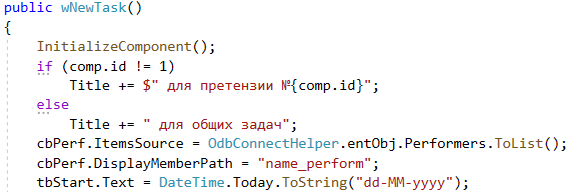 public wNewTask()
{
InitializeComponent();
if (comp.id != 1)
Title += $" для претензии №{comp.id}";
else
Title += " для общих задач";
cbPerf.ItemsSource = OdbConnectHelper.entObj.Performers.ToList();
cbPerf.DisplayMemberPath = "name_perform";
tbStart.Text = DateTime.Today.ToString("dd-MM-yyyy");